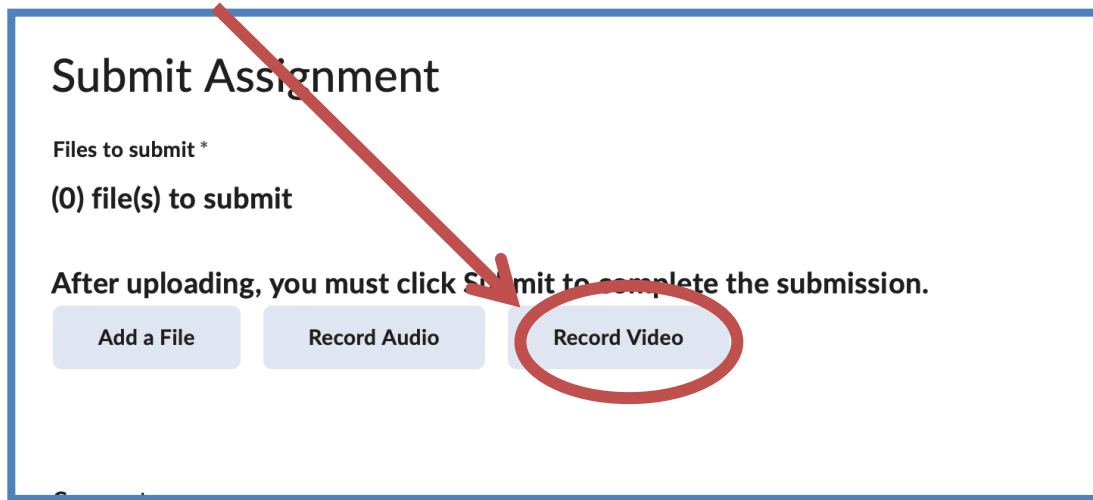 Submit Assignment
Files to submit *
(0) file(s) to submit
After uploading, you must click Submit to complete the submission.
Add a File
Record Audio
Record Video